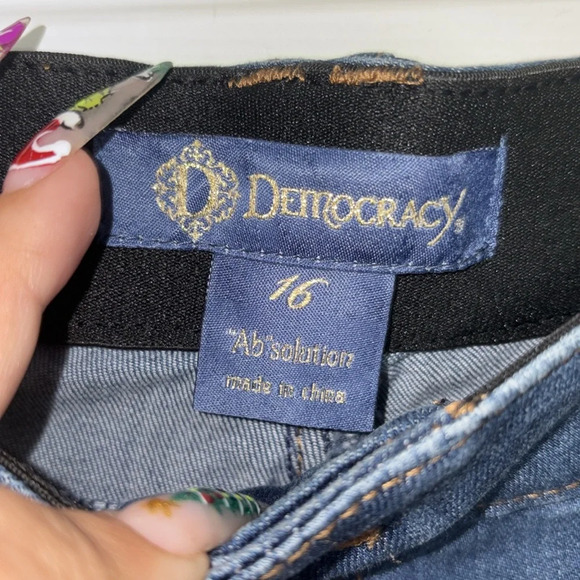 D DEMOCRACY®
16
"Ab"solution
made in china